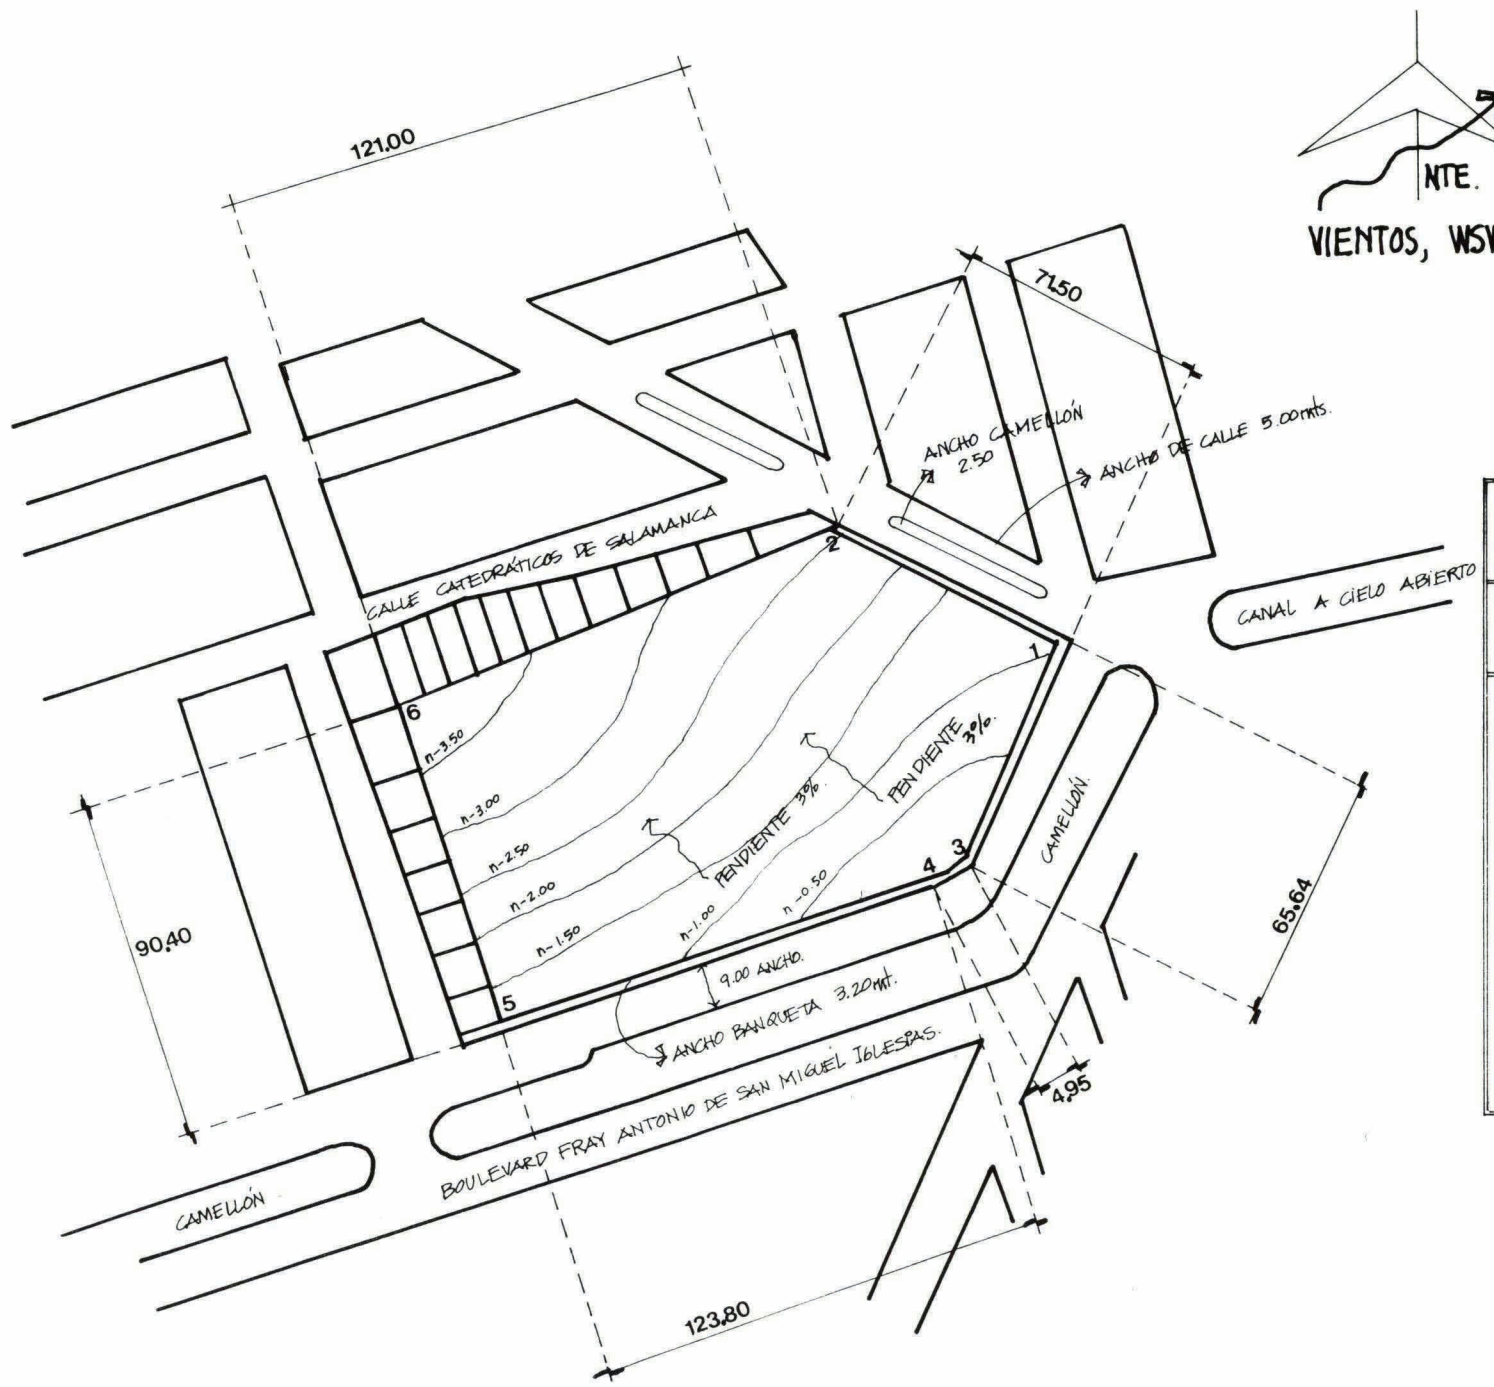 121.00
NTE.
VIENTOS, WSW
71.50
ANCHO CAMELLÓN
2.50
ANCHO DE CALLE 5.00mts.
CALLE CATEDRÁTICOS DE SALAMANCA
2
CANAL A CIELO ABIERTO
1
6
n-3.50
PENDIENTE 3%.
n-3.00
PENDIENTE 3%.
CAMELLÓN.
n-2.50
3
4
n-2.00
n-0.50
n-1.00
65.64
90.40
n-1.50
9.00 ANCHO.
5
ANCHO BANQUETA 3.20mt.
4.95
BOULEVARD FRAY ANTONIO DE SAN MIGUEL IGLESIAS.
CAMELLÓN
123.80